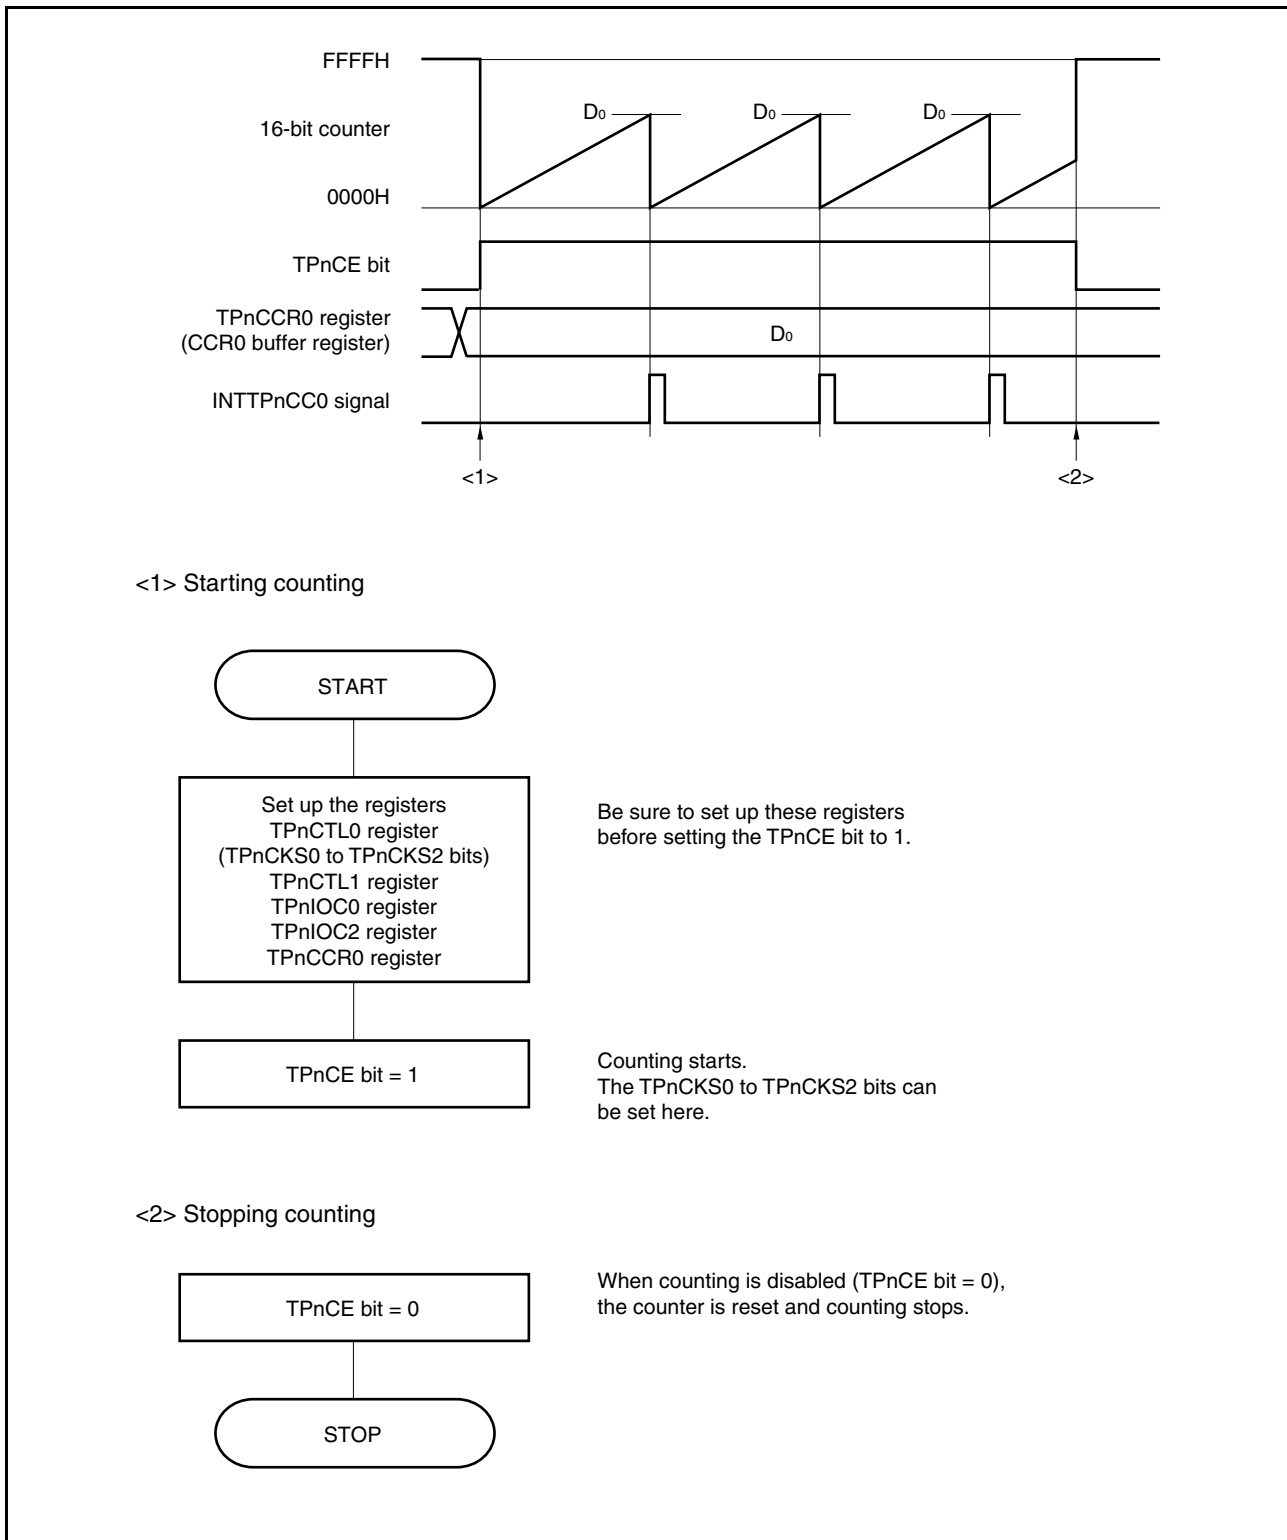 FFFFH
16-bit counter
D0 D0 D0
0000H
TPnCE bit
TPnCCR0 register
(CCR0 buffer register)
D0
INTTPnCC0 signal
<1> <2>
<1> Starting counting
START
Set up the registers
TPnCTL0 register
(TPnCKS0 to TPnCKS2 bits)
TPnCTL1 register
TPnIOC0 register
TPnIOC2 register
TPnCCR0 register
Be sure to set up these registers
before setting the TPnCE bit to 1.
TPnCE bit = 1
Counting starts.
The TPnCKS0 to TPnCKS2 bits can
be set here.
<2> Stopping counting
TPnCE bit = 0
When counting is disabled (TPnCE bit = 0),
the counter is reset and counting stops.
STOP